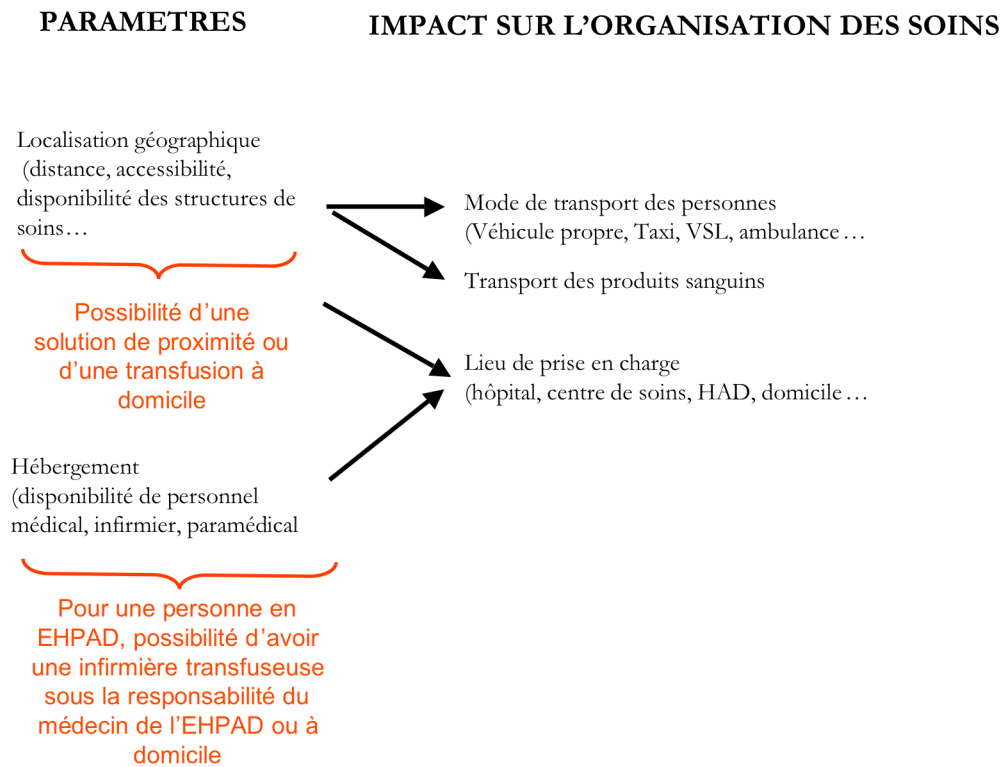 PARAMETRES
IMPACT SUR L’ORGANISATION DES SOINS
Localisation géographique
(distance, accessibilité,
disponibilité des structures de
soins…
Possibilité d’une
solution de proximité ou
d’une transfusion à
domicile
Hébergement
(disponibilité de personnel
médical, infirmier, paramédical
Pour une personne en
EHPAD, possibilité d’avoir
une infirmière transfuseuse
sous la responsabilité du
médecin de l’EHPAD ou à
domicile
Mode de transport des personnes
(Véhicule propre, Taxi, VSL, ambulance…
Transport des produits sanguins
Lieu de prise en charge
(hôpital, centre de soins, HAD, domicile…